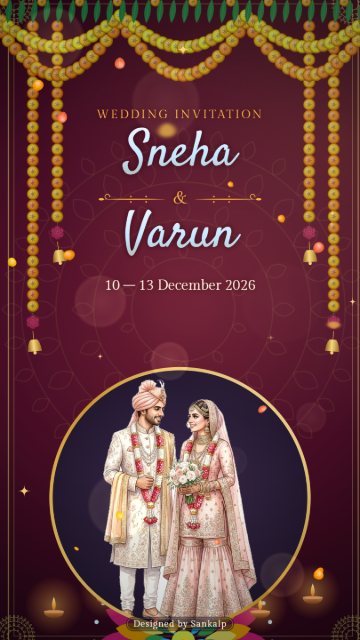 WEDDING INVITATION
Sneha
&
Varun
10 — 13 December 2026
Designed by Sankalp